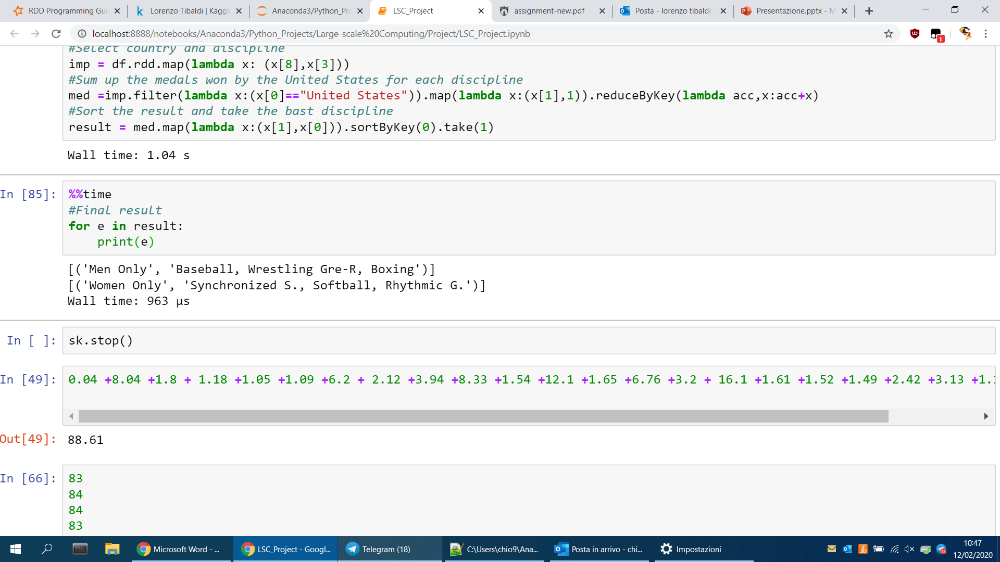 RDD Programming Gui
Lorenzo Tibaldi | Kaggl
Anaconda3/Python_Pro
LSC_Project
assignment-new.pdf
Posta - lorenzo tibaldi
Presentazione.pptx - M
localhost:8888/notebooks/Anaconda3/Python_Projects/Large-scale%20Computing/Project/LSC_Project.ipynb
1
#Select country and discipline
imp = df.rdd.map(lambda x: (x[8],x[3]))
#Sum up the medals won by the United States for each discipline
med =imp.filter(lambda x:(x[0]=="United States")).map(lambda x:(x[1],1)).reduceByKey(lambda acc,x:acc+x)
#Sort the result and take the bast discipline
result = med.map(lambda x:(x[1],x[0])).sortByKey(0).take(1)
Wall time: 1.04 s
In [85]:
%%time
#Final result
for e in result:
    print(e)
[('Men Only', 'Baseball, Wrestling Gre-R, Boxing')]
[('Women Only', 'Synchronized S., Softball, Rhythmic G.')]
Wall time: 963 µs
In [ ]:
sk.stop()
In [49]:
0.04 +8.04 +1.8 + 1.18 +1.05 +1.09 +6.2 + 2.12 +3.94 +8.33 +1.54 +12.1 +1.65 +6.76 +3.2 + 16.1 +1.61 +1.52 +1.49 +2.42 +3.13 +1.1
Out[49]: 88.61
In [66]:
83
84
84
83
Microsoft Word - ...
LSC_Project - Googl...
Telegram (18)
C:\Users\chio9\Ana...
Posta in arrivo - chi...
Impostazioni
10:47
12/02/2020